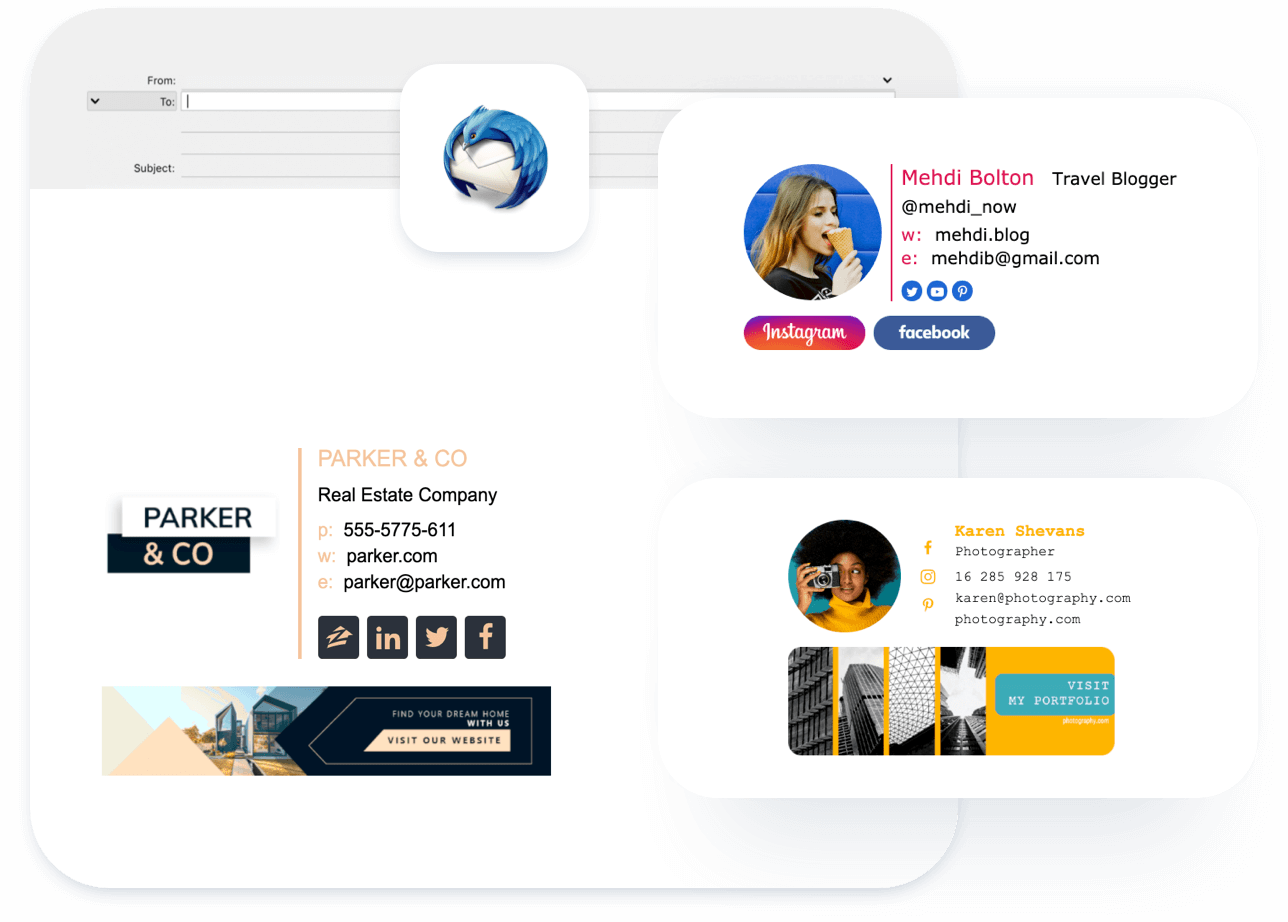 From:
To:
Subject:
Mehdi Bolton Travel Blogger
@mehdi_now
w: mehdi.blog
e: mehdib@gmail.com
Instagram facebook
PARKER
& CO
PARKER & CO
Real Estate Company
p: 555-5775-611
w: parker.com
e: parker@parker.com
in
FIND YOUR DREAM HOME
WITH US
VISIT OUR WEBSITE
Karen Shevans
Photographer
16 285 928 175
karen@photography.com
photography.com
VISIT
MY PORTFOLIO
photography.com